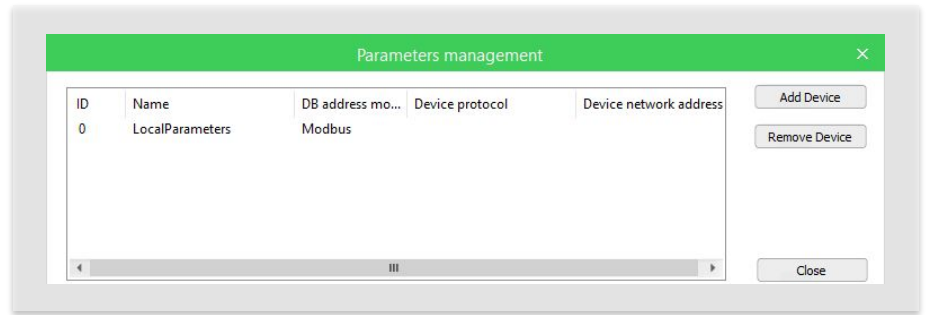 Parameters management
ID Name DB address mo... Device protocol Device network address
0 LocalParameters Modbus
Add Device
Remove Device
Close